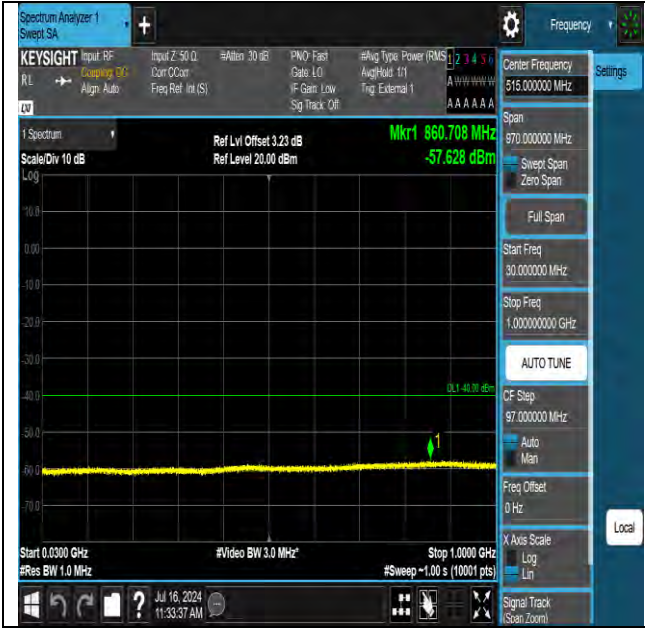 Spectrum Analyzer 1
Swept SA
+
Frequency
KEYSIGHT
Input: RF
Input Z: 50 Ω
#Atten: 30 dB
PNO: Fast
#Avg Type: Power (RMS
1 2 3 4 5 6
RL
Coupling: DC
Corr CCorr
Gate: LO
Avg|Hold: 1/1
A W W W W W
Align: Auto
Freq Ref: Int (S)
IF Gain: Low
Trig: External 1
Sig Track: Off
A A A A A A
LXI
1 Spectrum
Ref Lvl Offset 3.23 dB
Mkr1 860.708 MHz
Scale/Div 10 dB
Ref Level 20.00 dBm
-57.628 dBm
Log
10.0
0.00
-10.0
-20.0
-30.0
DL1 -40.00 dBm
-40.0
-50.0
1
-60.0
-70.0
Start 0.0300 GHz
#Video BW 3.0 MHz*
Stop 1.0000 GHz
#Res BW 1.0 MHz
#Sweep ~1.00 s (10001 pts)
Center Frequency
515.000000 MHz
Settings
Span
970.000000 MHz
Swept Span
Zero Span
Full Span
Start Freq
30.000000 MHz
Stop Freq
1.000000000 GHz
AUTO TUNE
CF Step
97.000000 MHz
Auto
Man
Freq Offset
0 Hz
Local
X Axis Scale
Log
Lin
Signal Track
(Span Zoom)
?
Jul 16, 2024
11:33:37 AM